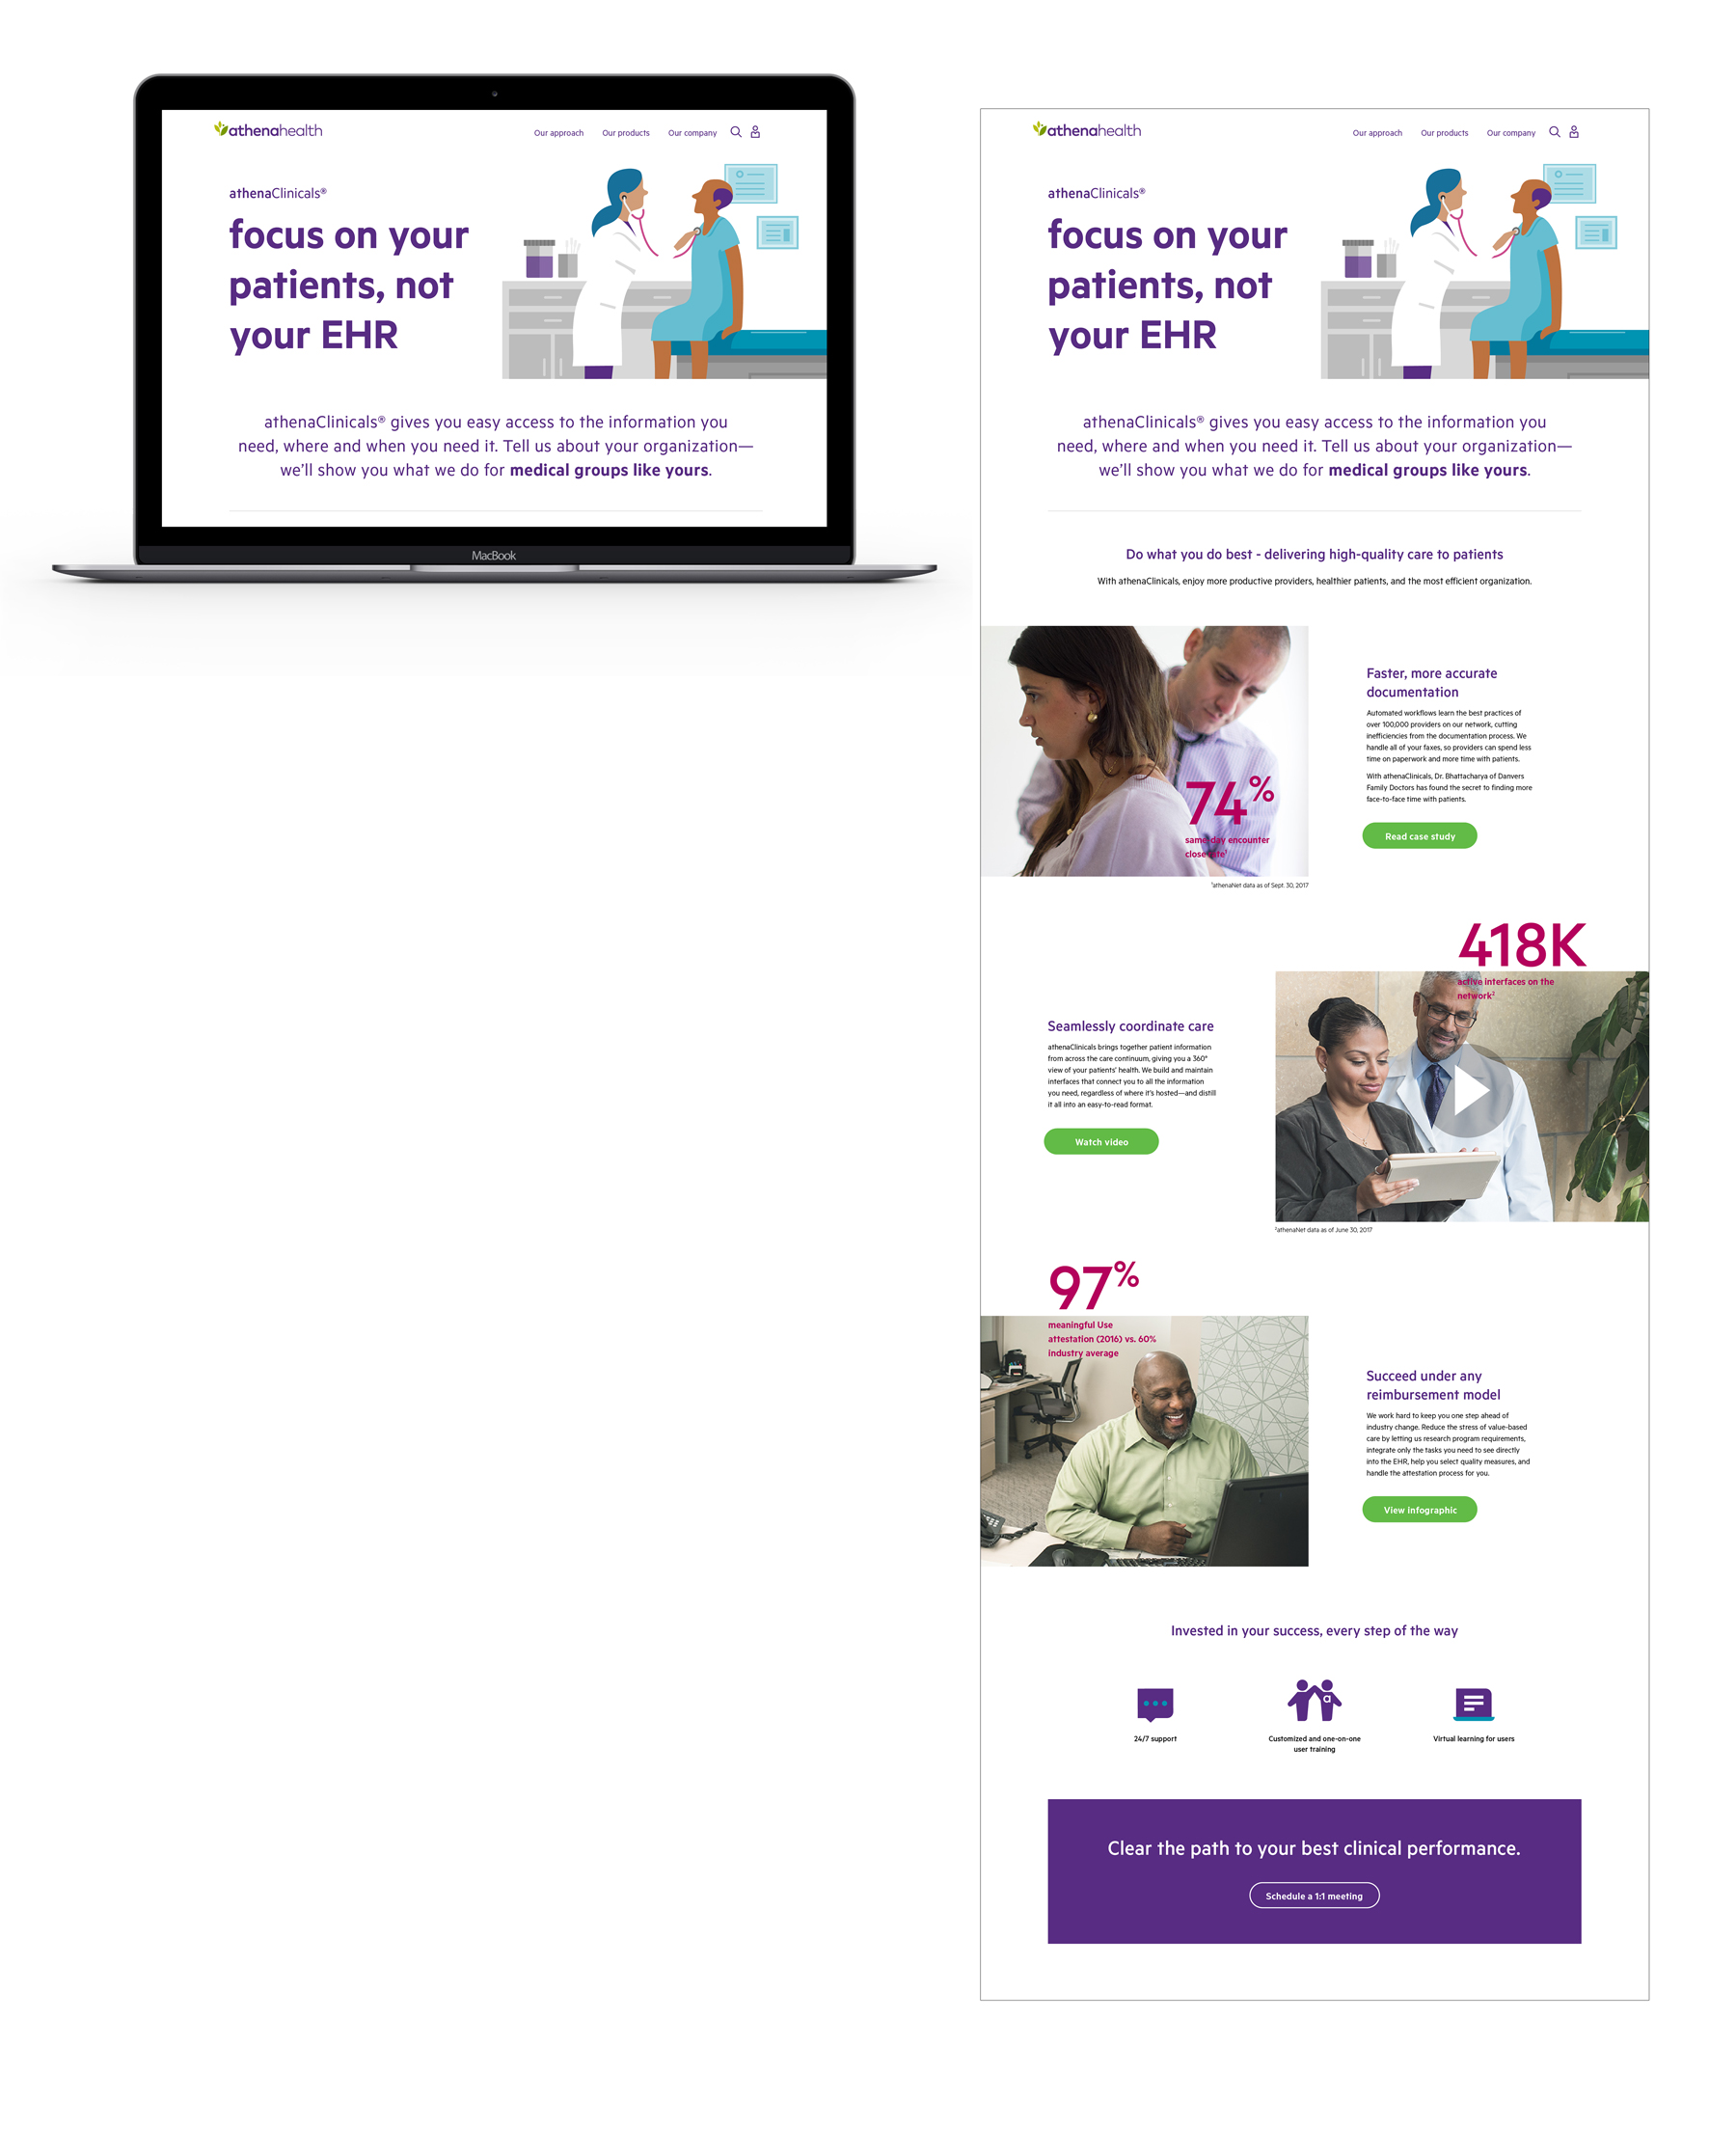 athenahealth
Our approach Our products Our company
athenaClinicals®
focus on your
patients, not
your EHR
athenaClinicals® gives you easy access to the information you
need, where and when you need it. Tell us about your organization—
we'll show you what we do for medical groups like yours.
MacBook
athenahealth
Our approach Our products Our company
athenaClinicals®
focus on your
patients, not
your EHR
athenaClinicals® gives you easy access to the information you
need, where and when you need it. Tell us about your organization—
we'll show you what we do for medical groups like yours.
Do what you do best - delivering high-quality care to patients
With athenaClinicals, enjoy more productive providers, healthier patients, and the most efficient organization.
74%
same-day encounter
close rate¹
¹athenaNet data as of Sept. 30, 2017
Faster, more accurate
documentation
Automated workflows learn the best practices of
over 100,000 providers on our network, cutting
inefficiencies from the documentation process. We
handle all of your faxes, so providers can spend less
time on paperwork and more time with patients.
With athenaClinicals, Dr. Bhattacharya of Danvers
Family Doctors has found the secret to finding more
face-to-face time with patients.
Read case study
418K
active interfaces on the
network²
Seamlessly coordinate care
athenaClinicals brings together patient information
from across the care continuum, giving you a 360°
view of your patients' health. We build and maintain
interfaces that connect you to all the information
you need, regardless of where it's hosted—and distill
it all into an easy-to-read format.
Watch video
²athenaNet data as of June 30, 2017
97%
meaningful Use
attestation (2016) vs. 60%
industry average
Succeed under any
reimbursement model
We work hard to keep you one step ahead of
industry change. Reduce the stress of value-based
care by letting us research program requirements,
integrate only the tasks you need to see directly
into the EHR, help you select quality measures, and
handle the attestation process for you.
View infographic
Invested in your success, every step of the way
a
24/7 support
Customized and one-on-one
user training
Virtual learning for users
Clear the path to your best clinical performance.
Schedule a 1:1 meeting